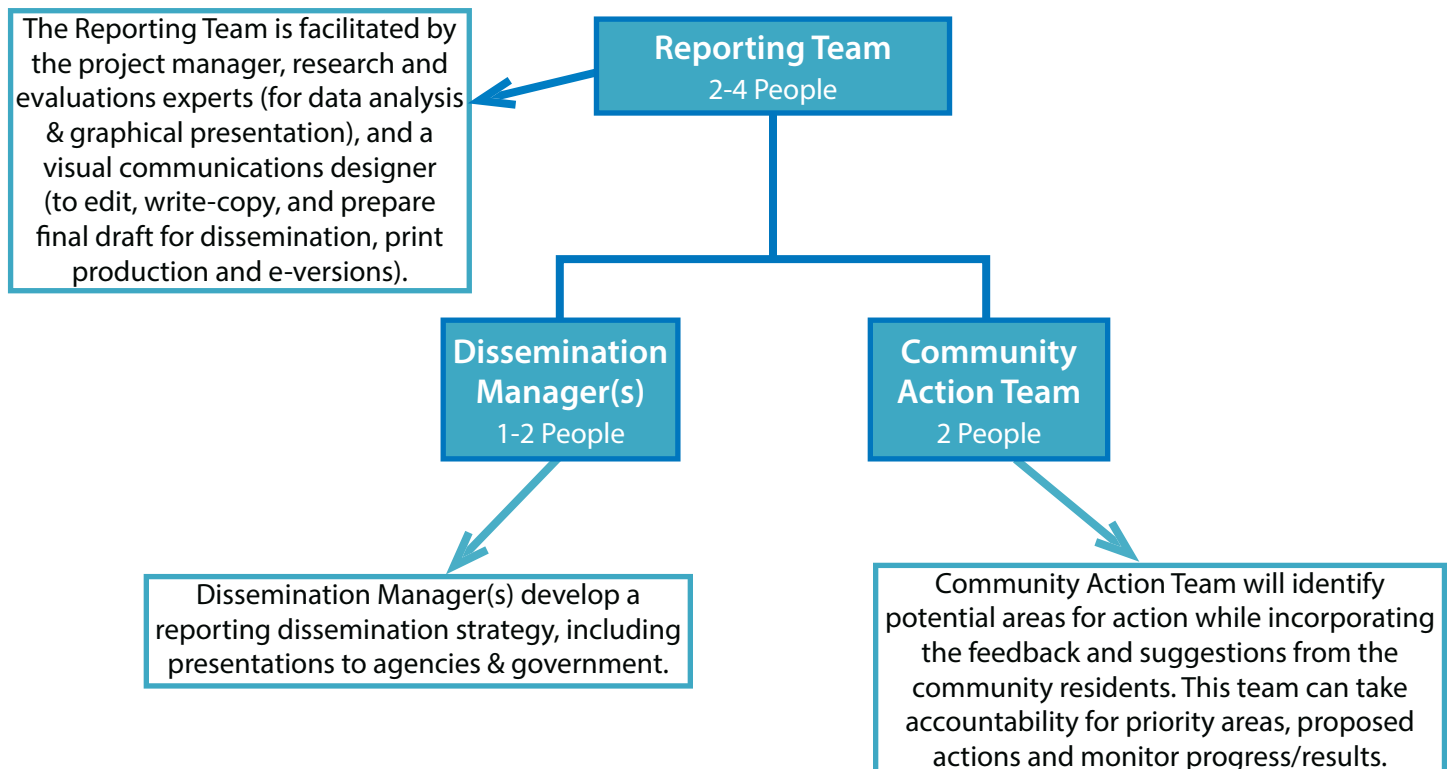 The Reporting Team is facilitated by
the project manager, research and
evaluations experts (for data analysis
& graphical presentation), and a
visual communications designer
(to edit, write-copy, and prepare
final draft for dissemination, print
production and e-versions).
Reporting Team
2-4 People
Dissemination
Manager(s)
1-2 People
Community
Action Team
2 People
Dissemination Manager(s) develop a
reporting dissemination strategy, including
presentations to agencies & government.
Community Action Team will identify
potential areas for action while incorporating
the feedback and suggestions from the
community residents. This team can take
accountability for priority areas, proposed
actions and monitor progress/results.